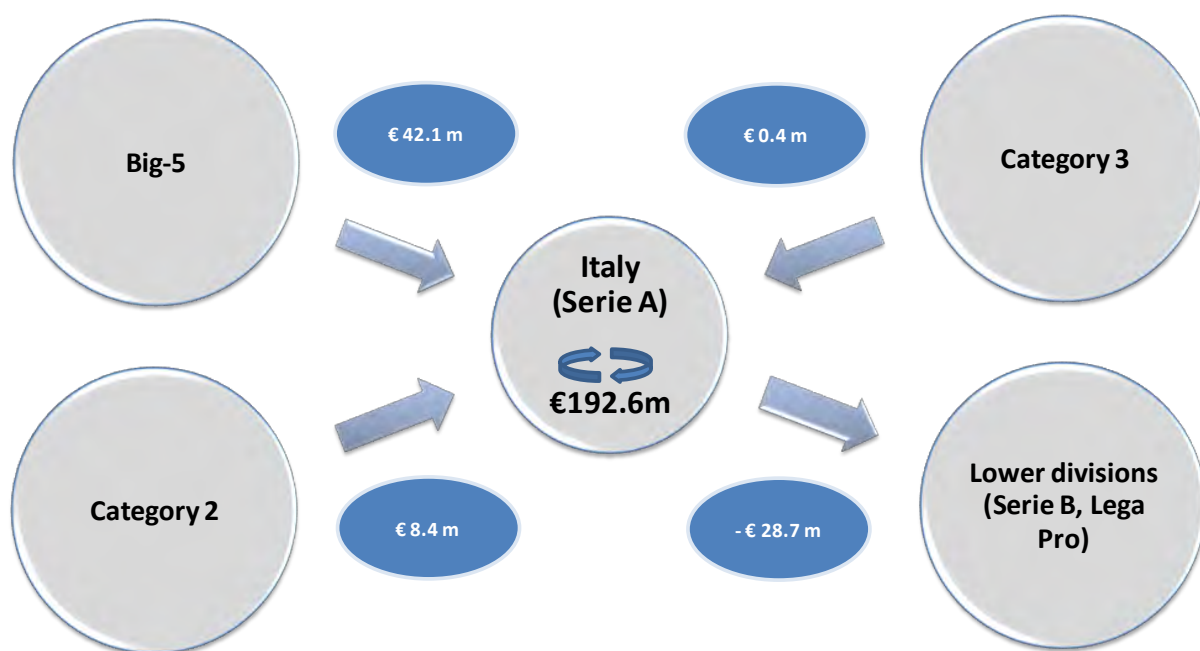 € 42.1 m
€ 0.4 m
Big-5
Category 3
Italy
(Serie A)
€192.6m
Category 2
€ 8.4 m
- € 28.7 m
Lower divisions
(Serie B, Lega
Pro)